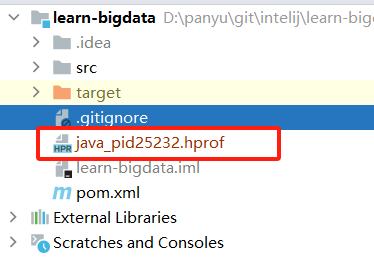 learn-bigdata D:\panyu\git\intelij\learn-big
.idea
src
target
.gitignore
HPR java_pid25232.hprof
learn-bigdata.iml
pom.xml
External Libraries
Scratches and Consoles